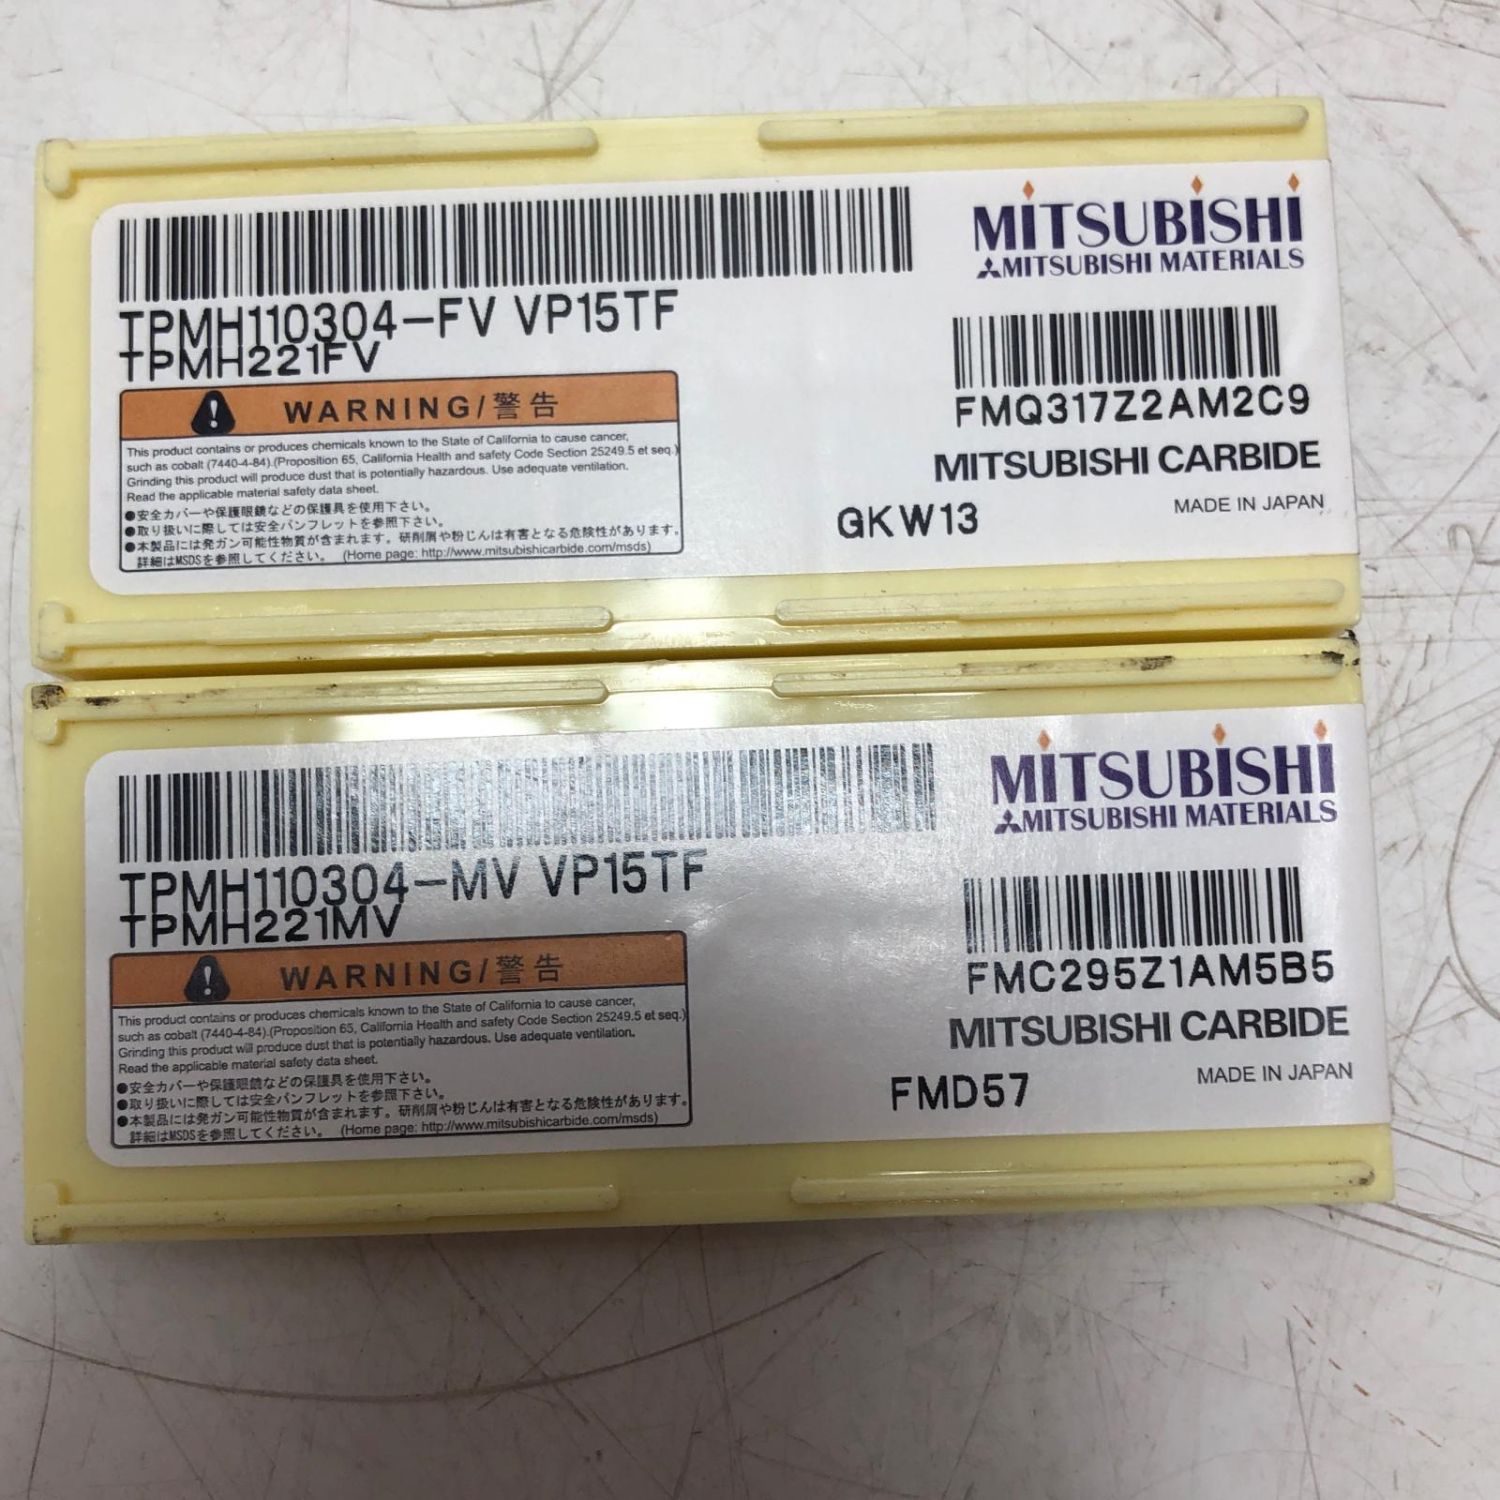 MITSUBISHI
MITSUBISHI MATERIALS
TPMH110304-FV VP15TF
TPMH221FV
WARNING/警告
This product contains or produces chemicals known to the State of California to cause cancer,
such as cobalt (7440-4-84).(Proposition 65, California Health and safety Code Section 25249.5 et seq.)
Grinding this product will produce dust that is potentially hazardous. Use adequate ventilation.
Read the applicable material safety data sheet.
●安全カバーや保護眼鏡などの保護具を使用下さい。
●取り扱いに際しては安全パンフレットを参照下さい。
●本製品には発ガン可能性物質が含まれます。研削屑や粉じんは有害となる危険性があります。
詳細はMSDSを参照してください。 (Home page: http://www.mitsubishicarbide.com/msds)
FMQ317Z2AM2C9
MITSUBISHI CARBIDE
MADE IN JAPAN
GKW13
MITSUBISHI
MITSUBISHI MATERIALS
TPMH110304-MV VP15TF
TPMH221MV
WARNING/警告
This product contains or produces chemicals known to the State of California to cause cancer,
such as cobalt (7440-4-84).(Proposition 65, California Health and safety Code Section 25249.5 et seq.)
Grinding this product will produce dust that is potentially hazardous. Use adequate ventilation.
Read the applicable material safety data sheet.
●安全カバーや保護眼鏡などの保護具を使用下さい。
●取り扱いに際しては安全パンフレットを参照下さい。
●本製品には発ガン可能性物質が含まれます。研削屑や粉じんは有害となる危険性があります。
詳細はMSDSを参照してください。 (Home page: http://www.mitsubishicarbide.com/msds)
FMC295Z1AM5B5
MITSUBISHI CARBIDE
MADE IN JAPAN
FMD57